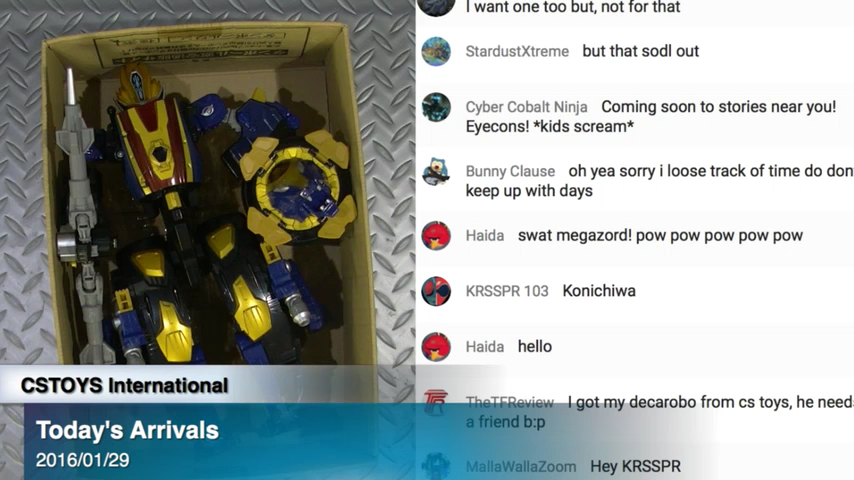 I want one too but, not for that
StardustXtreme but that sodl out
Cyber Cobalt Ninja Coming soon to stories near you!
Eyecons! *kids scream*
Bunny Clause oh yea sorry i loose track of time do don
keep up with days
Haida swat megazord! pow pow pow pow pow
KRSSPR 103 Konichiwa
Haida hello
TheTFReview I got my decarobo from cs toys, he need
a friend b:p
MallaWallaZoom Hey KRSSPR
CSTOYS International
Today's Arrivals
2016/01/29